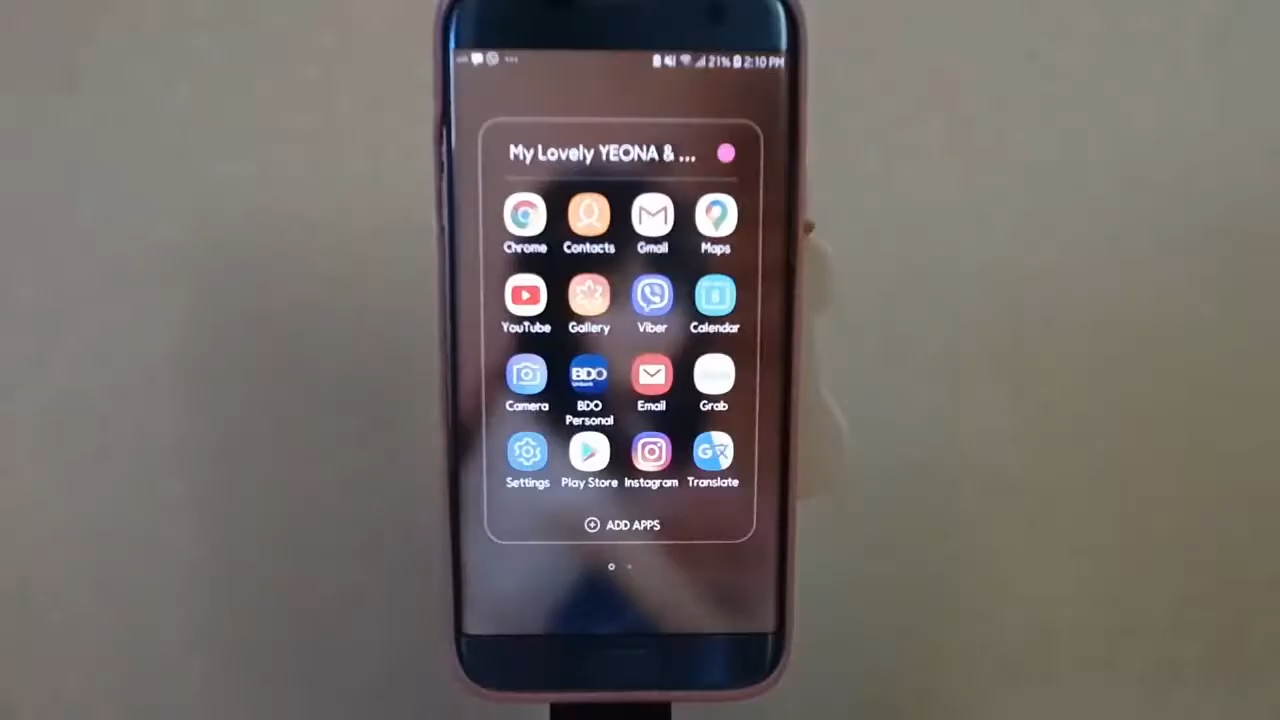 21% 2:10 PM
My Lovely YEONA & ...
Chrome Contacts Gmail Maps
YouTube Gallery Viber Calendar
BDO
Unibank
Camera BDO Personal Email Grab
Settings Play Store Instagram Translate
ADD APPS